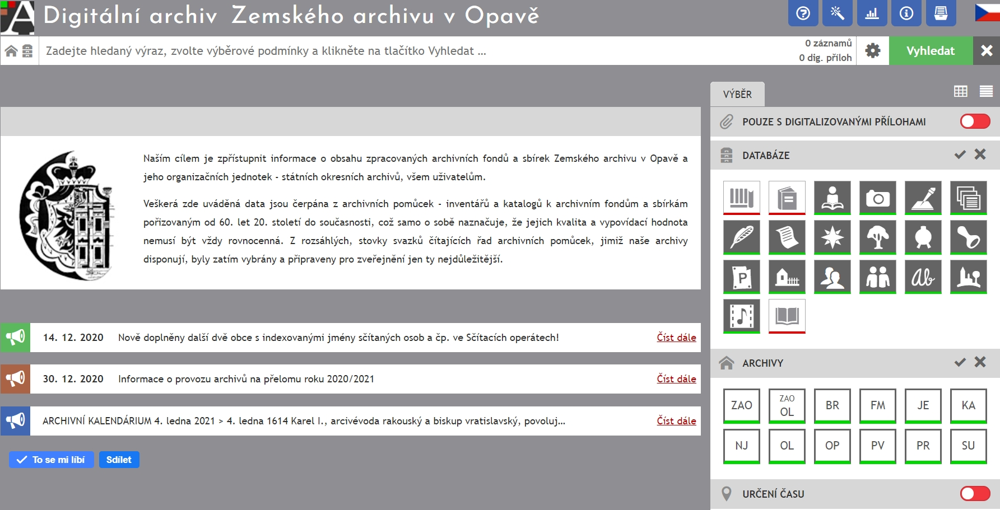 Digitální archiv Zemského archivu v Opavě
Zadejte hledaný výraz, zvolte výběrové podmínky a klikněte na tlačítko Vyhledat ...
0 záznamů
0 dig. příloh
Vyhledat
VÝBĚR
POUZE S DIGITALIZOVANÝMI PŘÍLOHAMI
DATABÁZE
Naším cílem je zpřístupnit informace o obsahu zpracovaných archivních fondů a sbírek Zemského archivu v Opavě a
jeho organizačních jednotek - státních okresních archivů, všem uživatelům.
Veškerá zde uváděná data jsou čerpána z archivních pomůcek - inventářů a katalogů k archivním fondům a sbírkám
pořizovaným od 60. let 20. století do současnosti, což samo o sobě naznačuje, že jejich kvalita a vypovídací hodnota
nemusí být vždy rovnocenná. Z rozsáhlých, stovky svazků čítajících řad archivních pomůcek, jimiž naše archivy
disponují, byly zatím vybrány a připraveny pro zveřejnění jen ty nejdůležitější.
P
Ab
14. 12. 2020 Nově doplněny další dvě obce s indexovanými jmény sčítaných osob a čp. ve Sčítacích operátech! Číst dále
30. 12. 2020 Informace o provozu archivů na přelomu roku 2020/2021 Číst dále
ARCHIVNÍ KALENDÁRIUM 4. ledna 2021 > 4. ledna 1614 Karel I., arcivévoda rakouský a biskup vratislavský, povoluj... Číst dále
To se mi líbí
Sdílet
ARCHIVY
ZAO
ZAO
OL
BR
FM
JE
KA
NJ
OL
OP
PV
PR
SU
URČENÍ ČASU